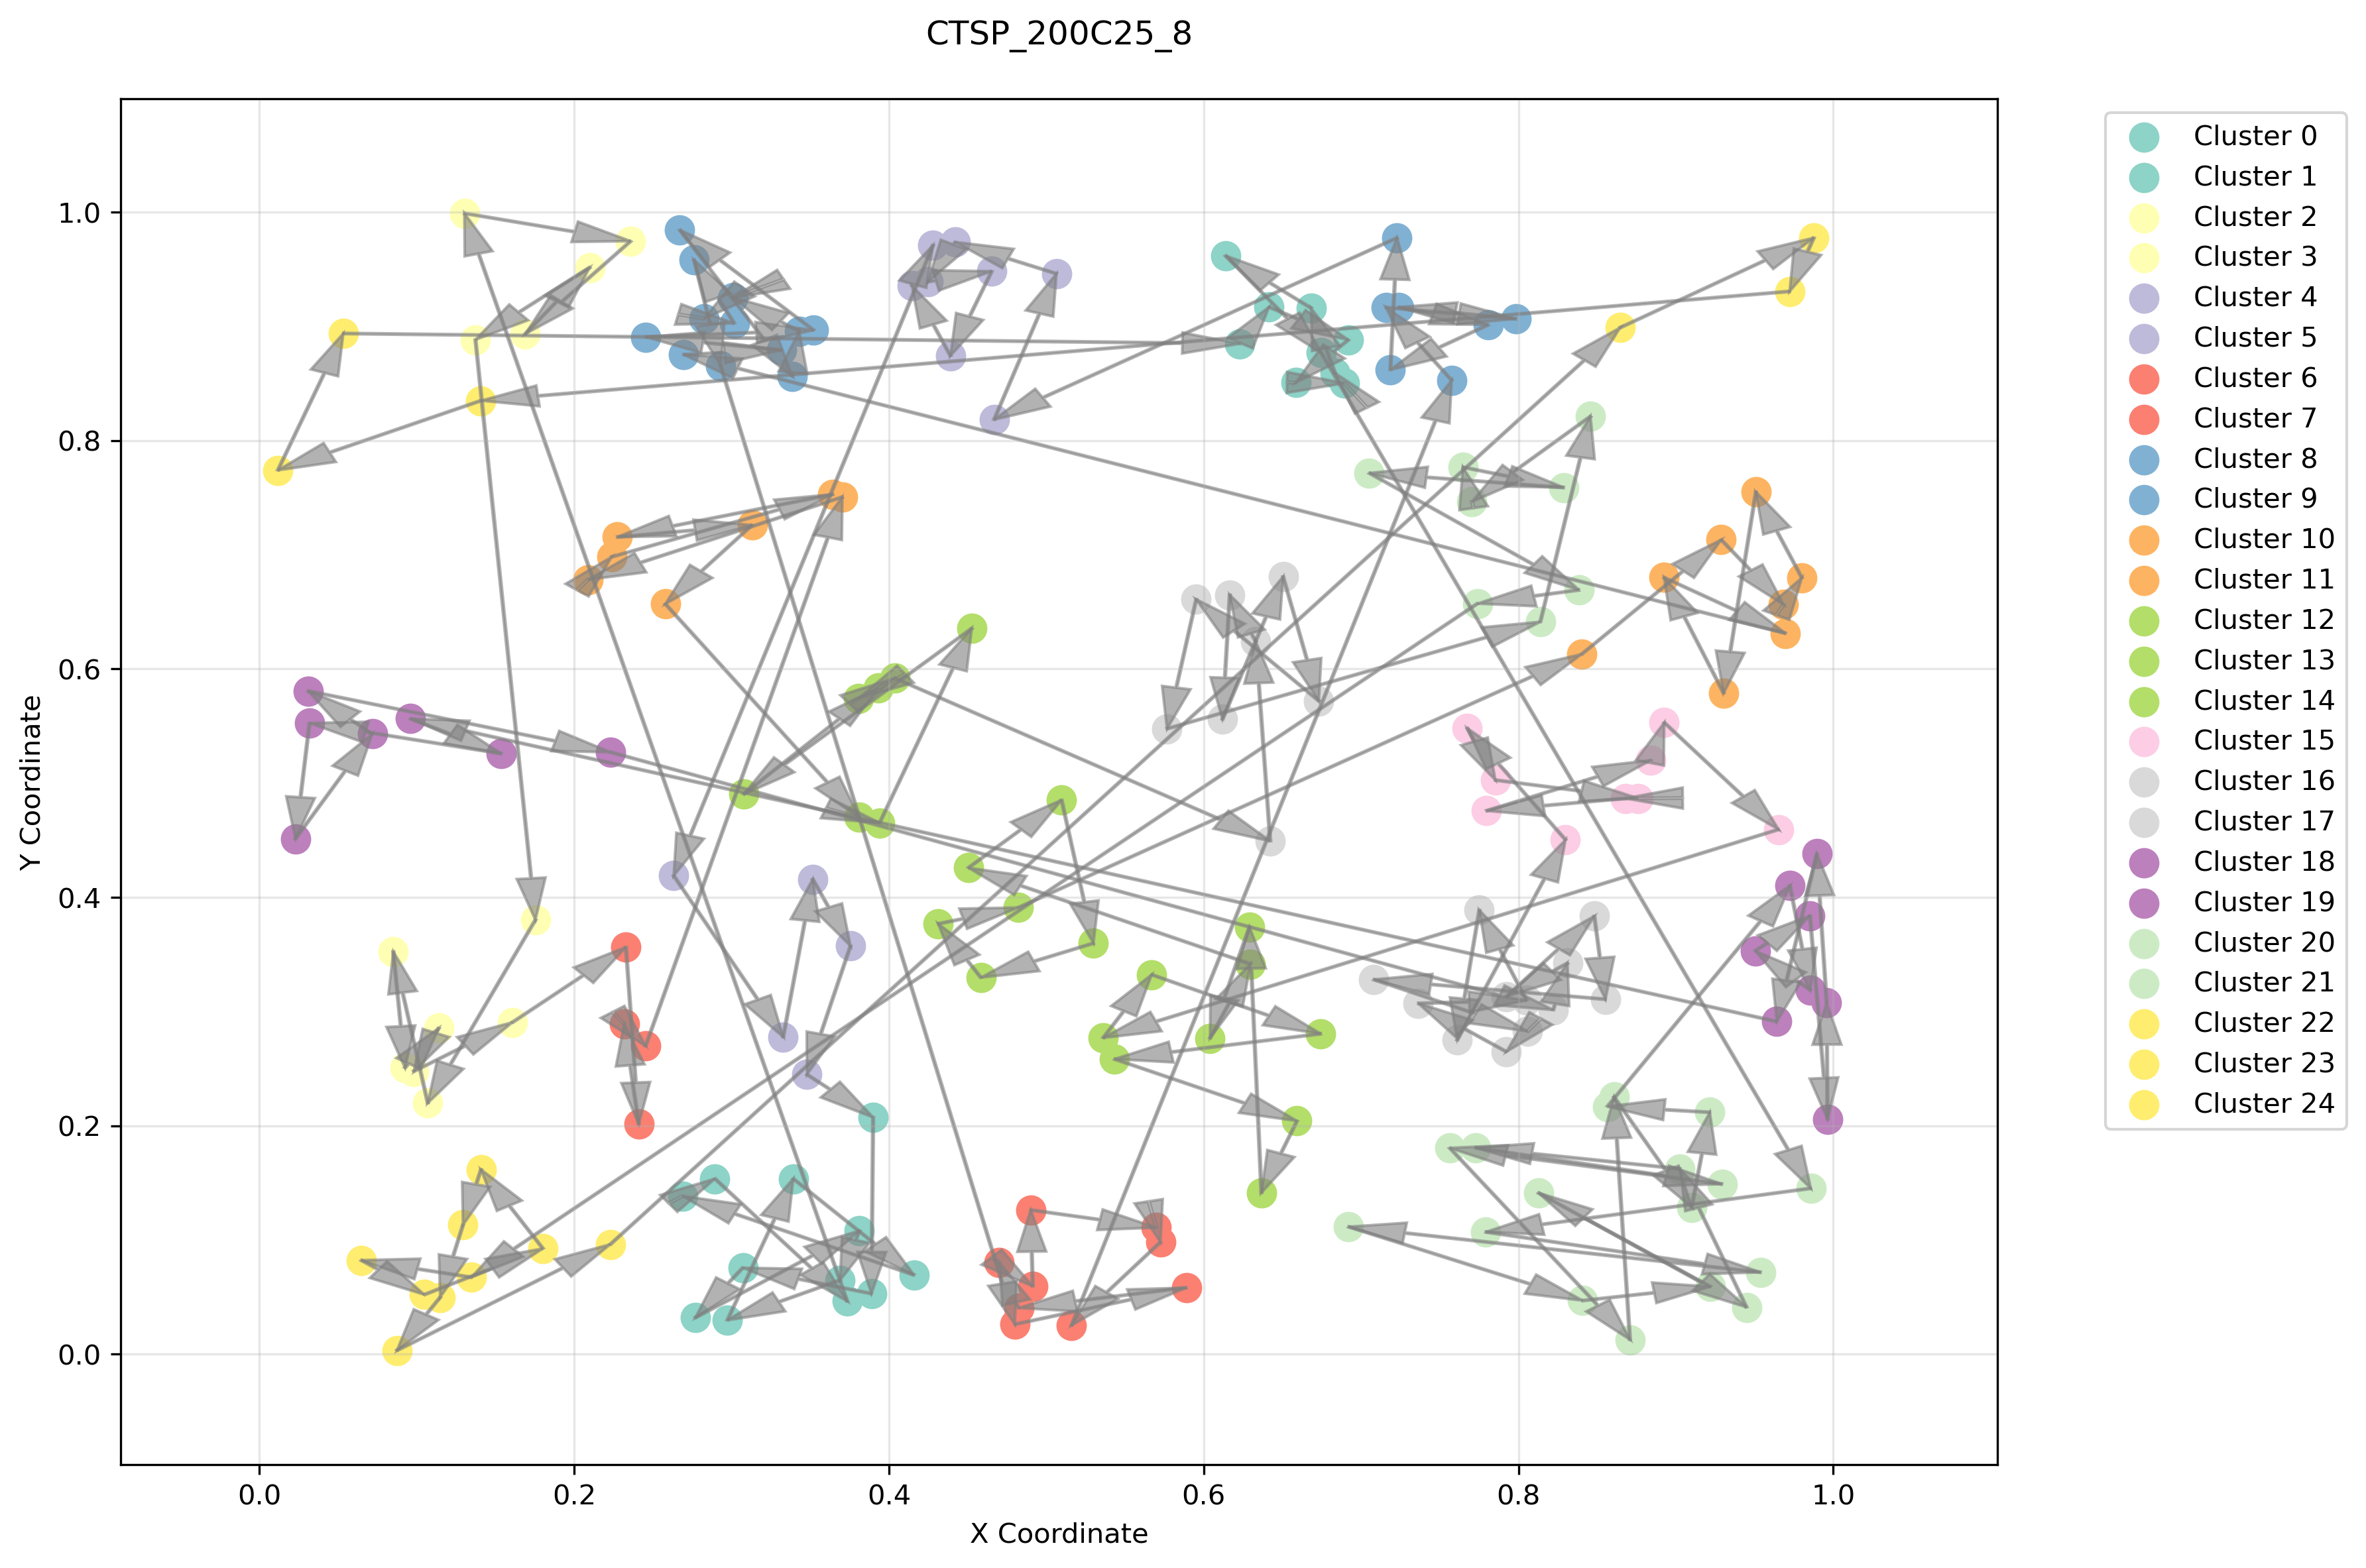 CTSP_200C25_8
Y Coordinate
1.0
0.8
0.6
0.4
0.2
0.0
0.0
0.2
0.4
0.6
0.8
1.0
X Coordinate
Cluster 0
Cluster 1
Cluster 2
Cluster 3
Cluster 4
Cluster 5
Cluster 6
Cluster 7
Cluster 8
Cluster 9
Cluster 10
Cluster 11
Cluster 12
Cluster 13
Cluster 14
Cluster 15
Cluster 16
Cluster 17
Cluster 18
Cluster 19
Cluster 20
Cluster 21
Cluster 22
Cluster 23
Cluster 24